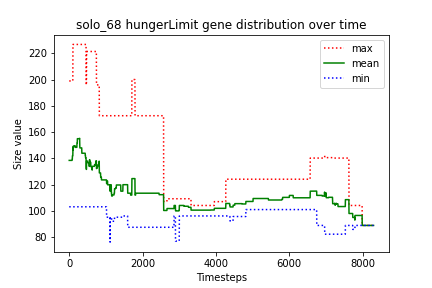 solo_68 hungerLimit gene distribution over time
Size value
220
200
180
160
140
120
100
80
max
mean
min
0
2000
4000
6000
8000
Timesteps